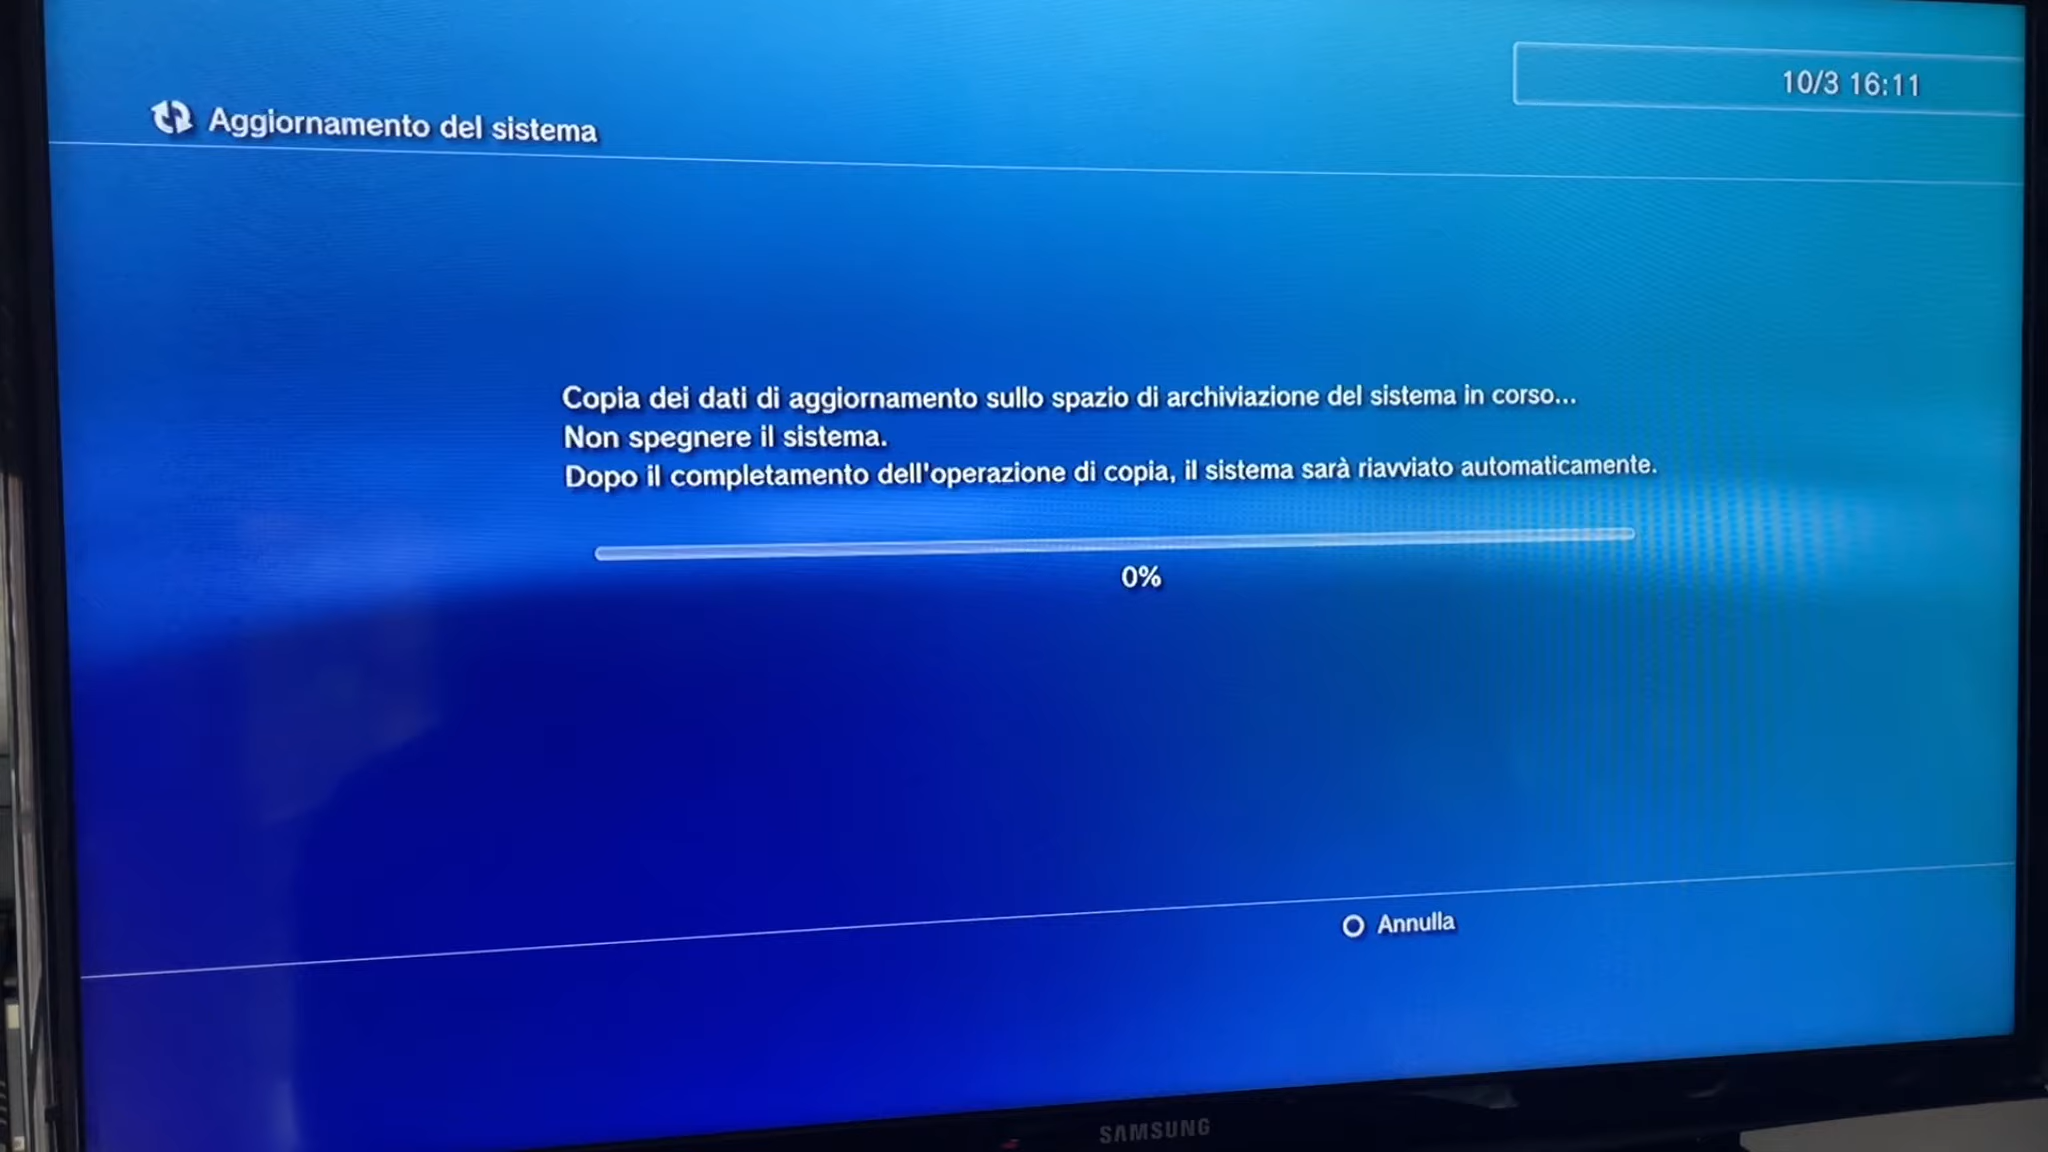 10/3 16:11
Aggiornamento del sistema
Copia dei dati di aggiornamento sullo spazio di archiviazione del sistema in corso...
Non spegnere il sistema.
Dopo il completamento dell'operazione di copia, il sistema sarà riavviato automaticamente.
0%
Annulla
SAMSUNG